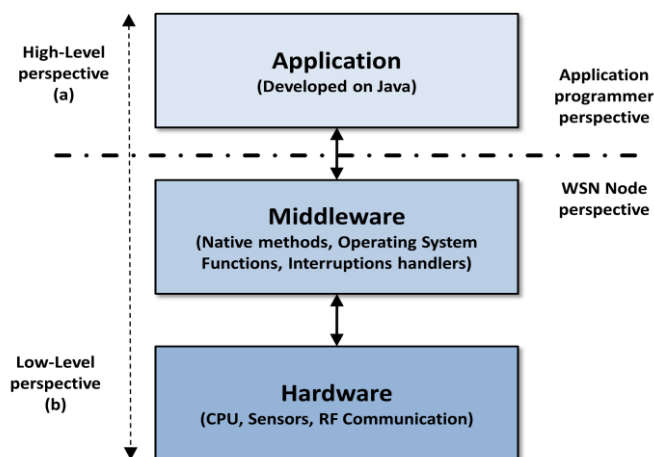 High-Level
perspective
(a)
Application
(Developed on Java)
Application
programmer
perspective
WSN Node
perspective
Middleware
(Native methods, Operating System
Functions, Interruptions handlers)
Low-Level
perspective
(b)
Hardware
(CPU, Sensors, RF Communication)